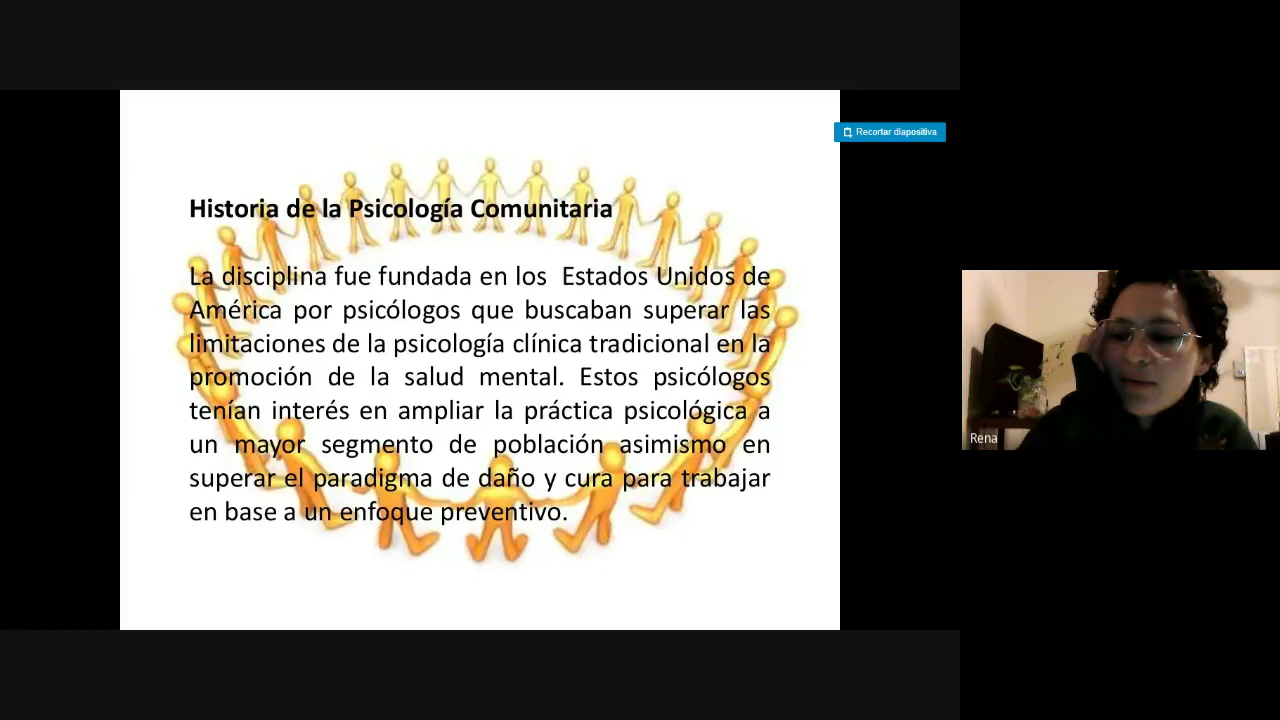 Recortar diapositiva
Historia de la Psicología Comunitaria
La disciplina fue fundada en los Estados Unidos de
América por psicólogos que buscaban superar las
limitaciones de la psicología clínica tradicional en la
promoción de la salud mental. Estos psicólogos
tenían interés en ampliar la práctica psicológica a
un mayor segmento de población asimismo en
superar el paradigma de daño y cura para trabajar
en base a un enfoque preventivo.
Rena